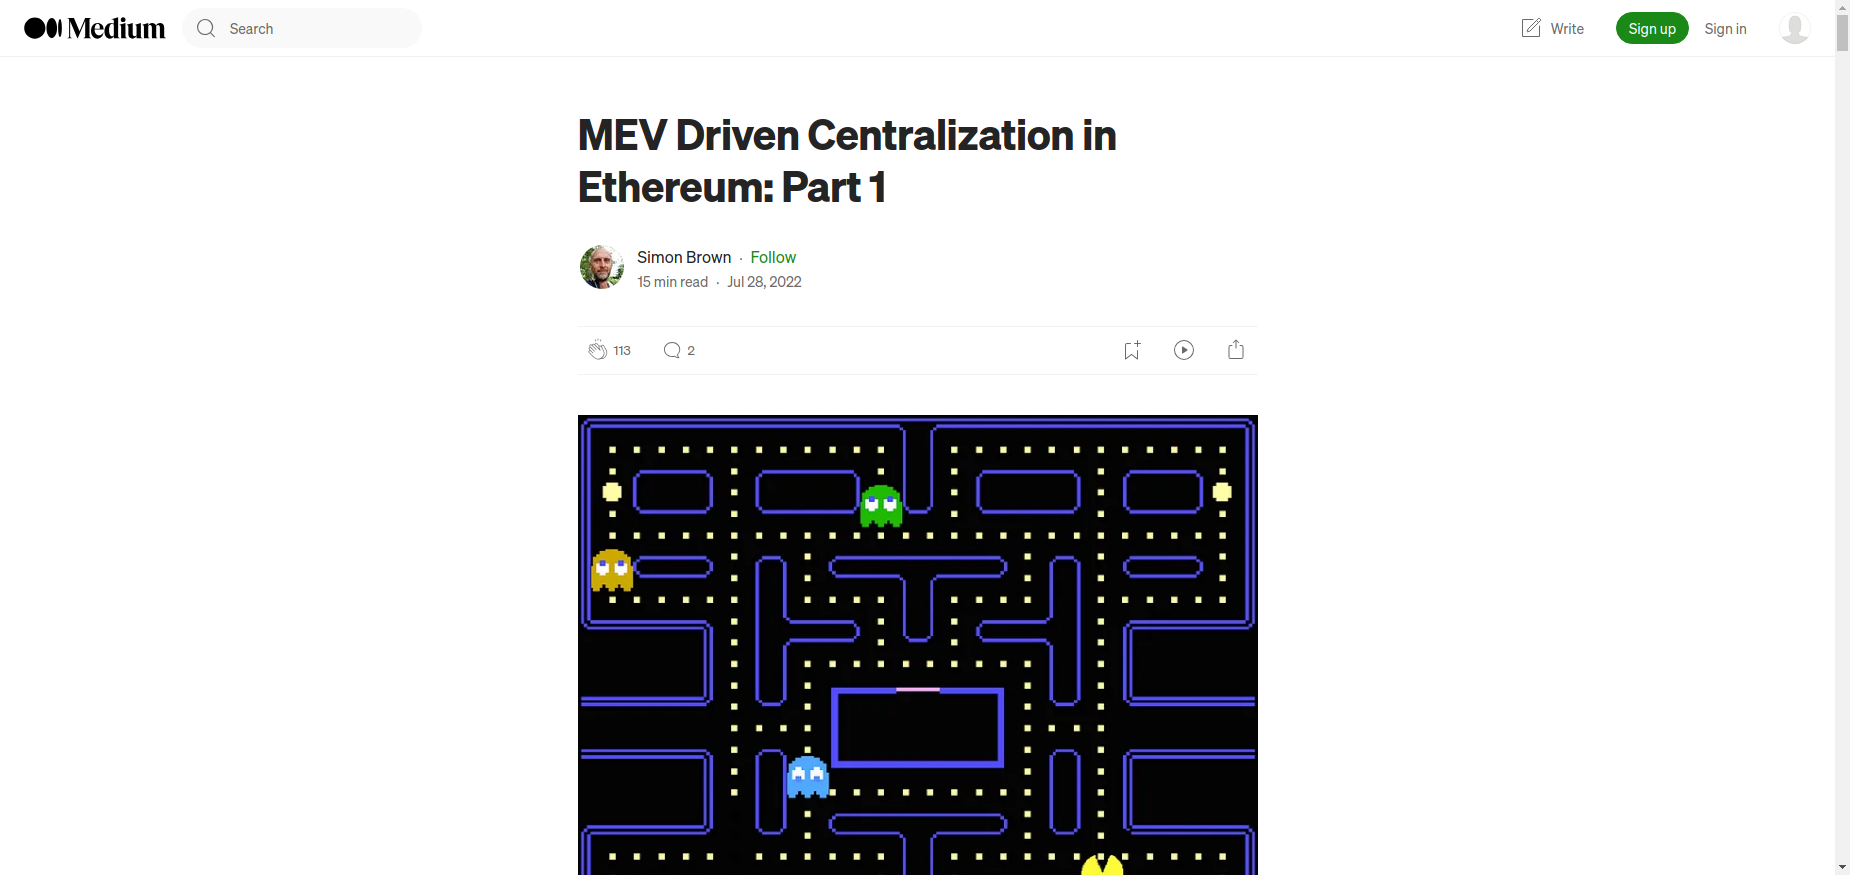 Medium
Search
Write
Sign up
Sign in
MEV Driven Centralization in
Ethereum: Part 1
Simon Brown · Follow
15 min read · Jul 28, 2022
113
2